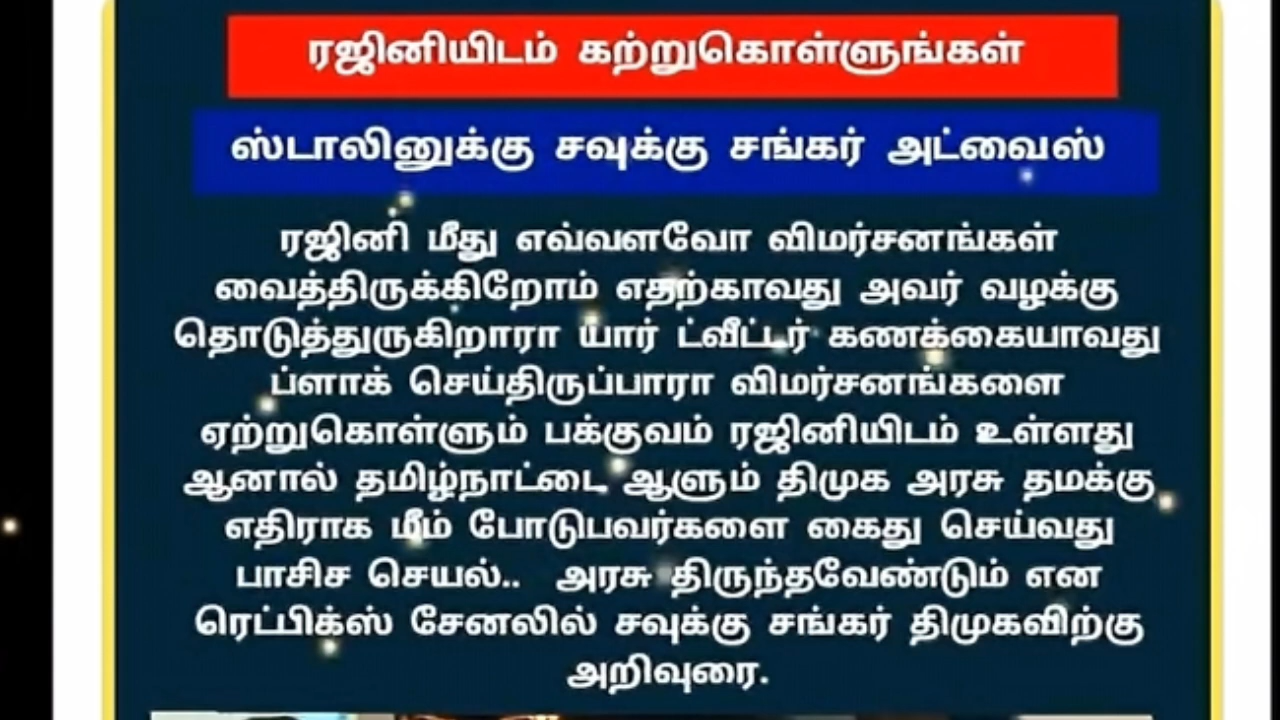 ரஜினியிடம் கற்றுகொள்ளுங்கள்
ஸ்டாலினுக்கு சவுக்கு சங்கர் அட்வைஸ்
ரஜினி மீது எவ்வளவோ விமர்சனங்கள்
வைத்திருக்கிறோம் எதற்காவது அவர் வழக்கு
தொடுத்துருகிறாரா யார் ட்வீட்டர் கணக்கையாவது
ப்ளாக் செய்திருப்பாரா விமர்சனங்களை
ஏற்றுகொள்ளும் பக்குவம் ரஜினியிடம் உள்ளது
ஆனால் தமிழ்நாட்டை ஆளும் திமுக அரசு தமக்கு
எதிராக மீம் போடுபவர்களை கைது செய்வது
பாசிச செயல்.. அரசு திருந்தவேண்டும் என
ரெட்பிக்ஸ் சேனலில் சவுக்கு சங்கர் திமுகவிற்கு
அறிவுரை.